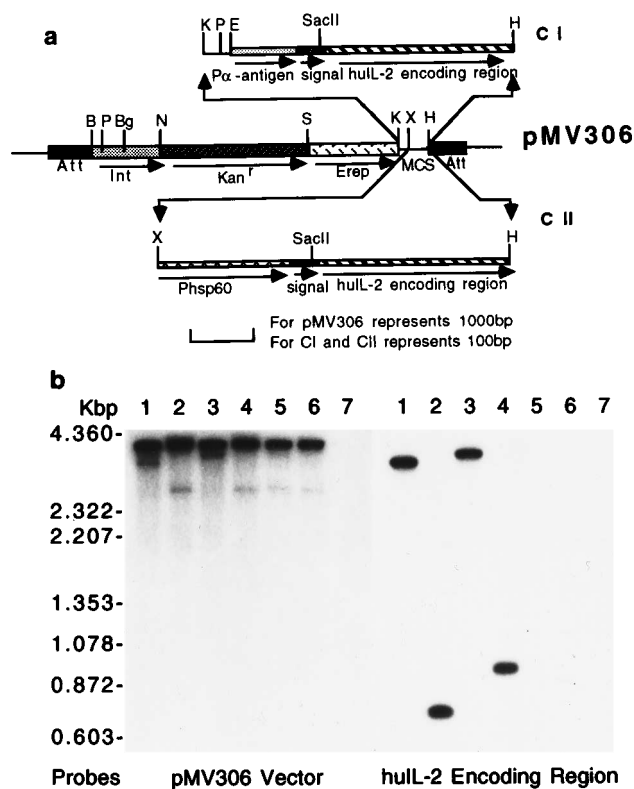 a
K P E SacII H C I
Pα-antigen signal huIL-2 encoding region
B P Bg N S K X H pMV306
Att Int Kanʳ Erep MCS Att
X SacII H C II
Phsp60 signal huIL-2 encoding region
For pMV306 represents 1000bp
For CI and CII represents 100bp
b
Kbp 1 2 3 4 5 6 7 1 2 3 4 5 6 7
4.360-
2.322-
2.207-
1.353-
1.078-
0.872-
0.603-
Probes pMV306 Vector huIL-2 Encoding Region